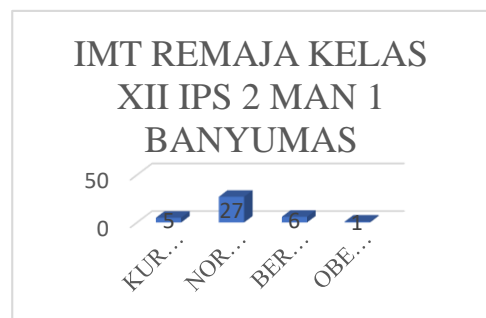 IMT REMAJA KELAS
XII IPS 2 MAN 1
BANYUMAS
50
0
5
27
6
1
KUR…
NOR…
BER…
OBE…